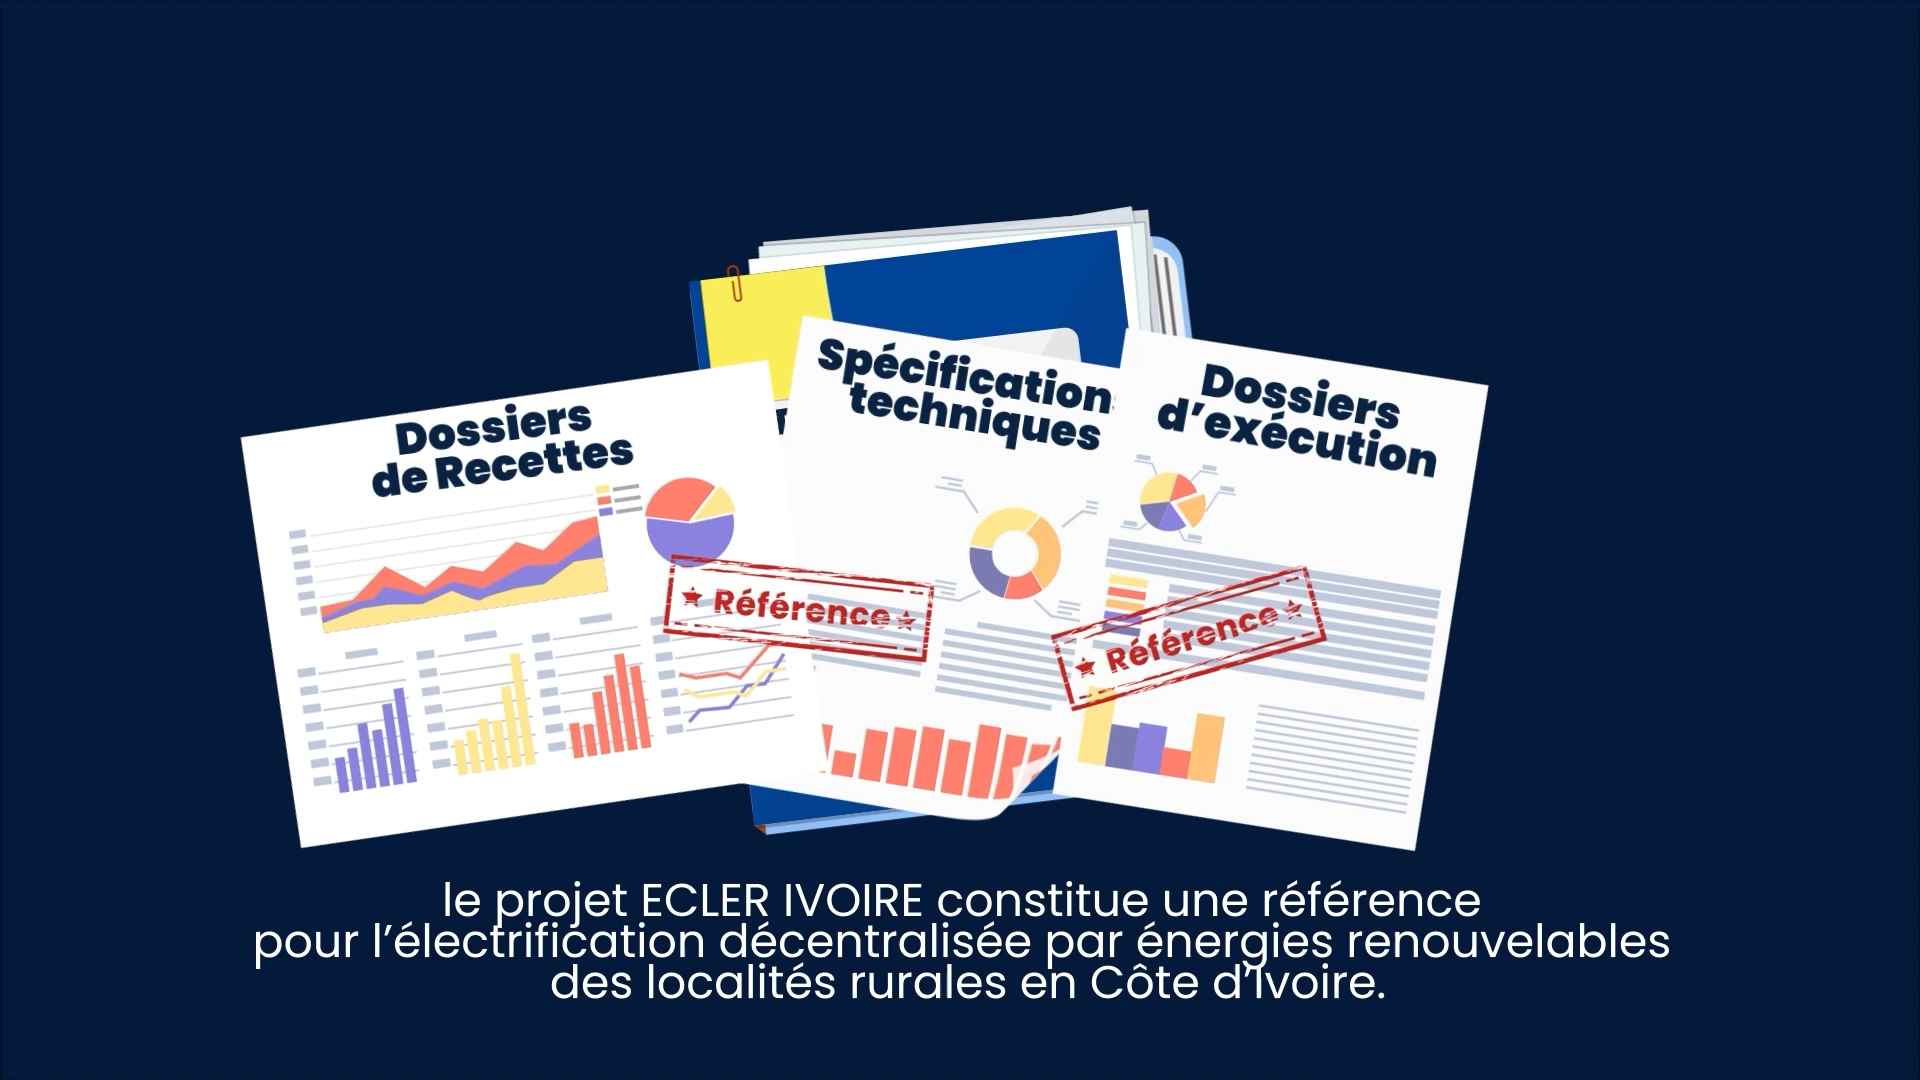 Dossiers
de Recettes
Spécifications
techniques
Dossiers
d’exécution
Référence
Référence
le projet ECLER IVOIRE constitue une référence
pour l’électrification décentralisée par énergies renouvelables
des localités rurales en Côte d’Ivoire.